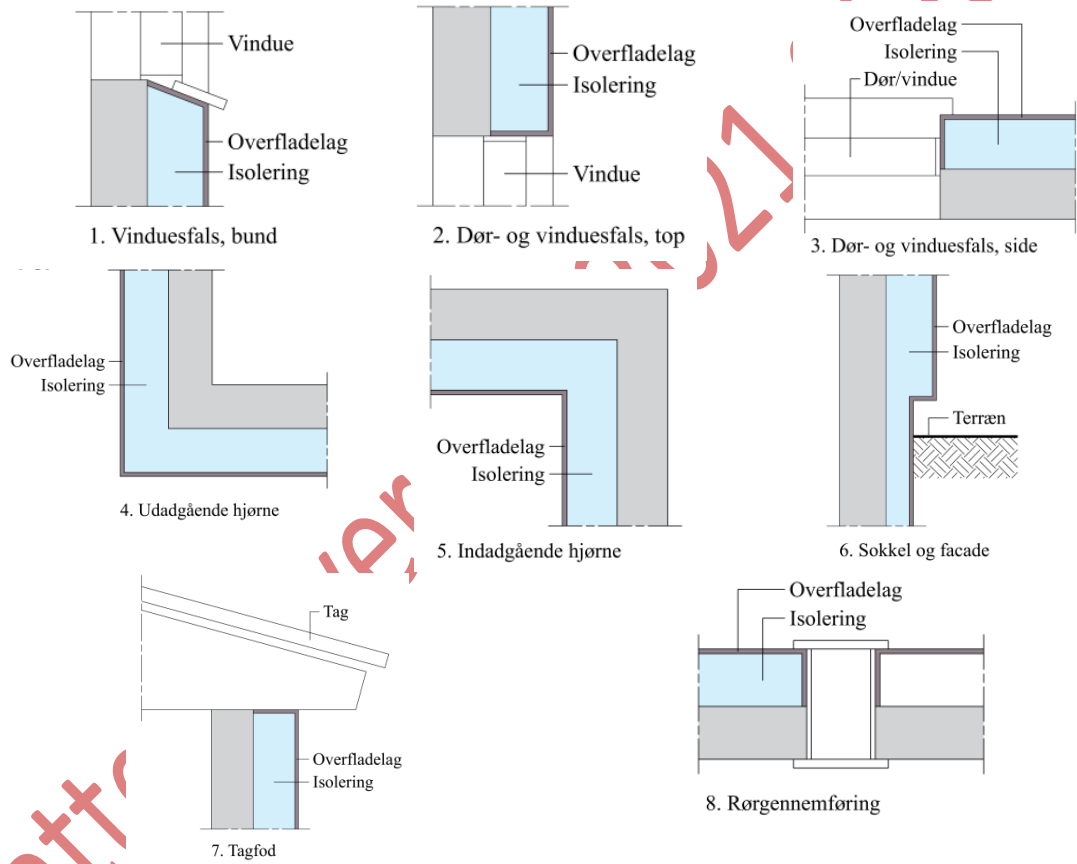 Vindue
Overfladelag
Isolering
1. Vinduesfals, bund
Overfladelag
Isolering
Vindue
2. Dør- og vinduesfals, top
Overfladelag
Isolering
Dør/vindue
3. Dør- og vinduesfals, side
Overfladelag
Isolering
4. Udadgående hjørne
Overfladelag
Isolering
5. Indadgående hjørne
Overfladelag
Isolering
Terræn
6. Sokkel og facade
Tag
Overfladelag
Isolering
7. Tagfod
Overfladelag
Isolering
8. Rørgennemføring